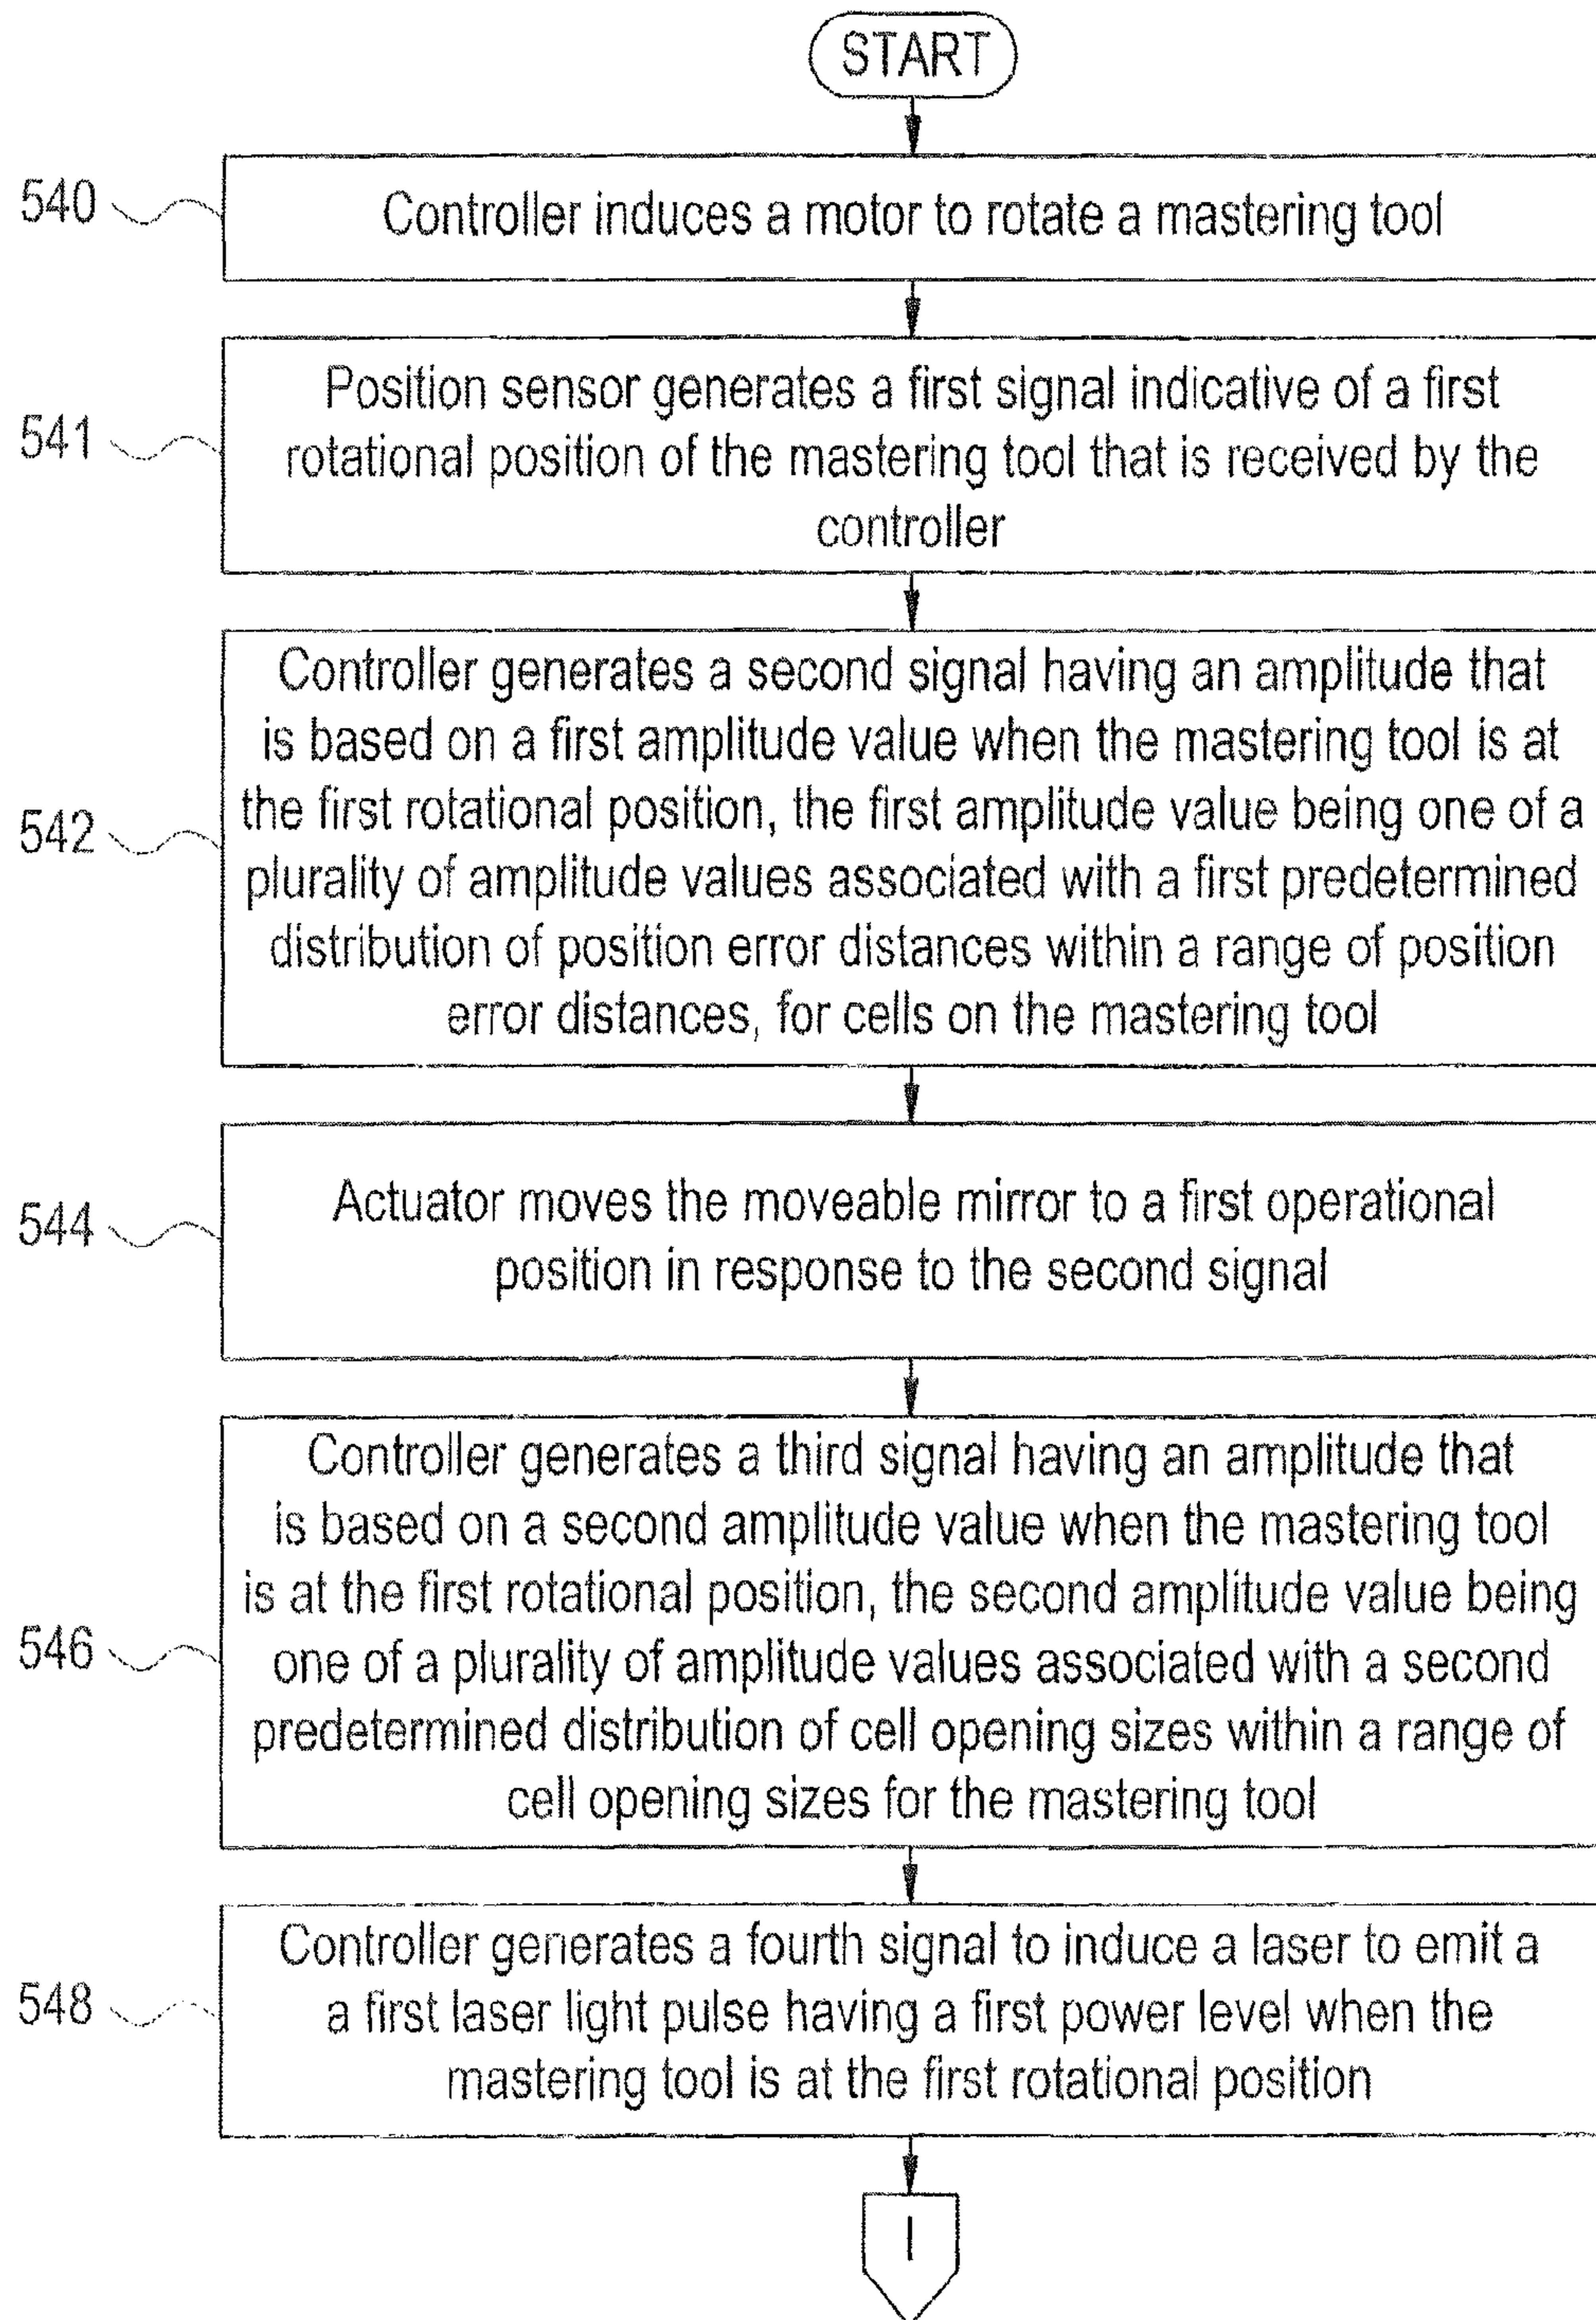 START
540
Controller induces a motor to rotate a mastering tool
541
Position sensor generates a first signal indicative of a first
rotational position of the mastering tool that is received by the
controller
542
Controller generates a second signal having an amplitude that
is based on a first amplitude value when the mastering tool is at
the first rotational position, the first amplitude value being one of a
plurality of amplitude values associated with a first predetermined
distribution of position error distances within a range of position
error distances, for cells on the mastering tool
544
Actuator moves the moveable mirror to a first operational
position in response to the second signal
546
Controller generates a third signal having an amplitude that
is based on a second amplitude value when the mastering tool
is at the first rotational position, the second amplitude value being
one of a plurality of amplitude values associated with a second
predetermined distribution of cell opening sizes within a range of
cell opening sizes for the mastering tool
548
Controller generates a fourth signal to induce a laser to emit a
a first laser light pulse having a first power level when the
mastering tool is at the first rotational position
I